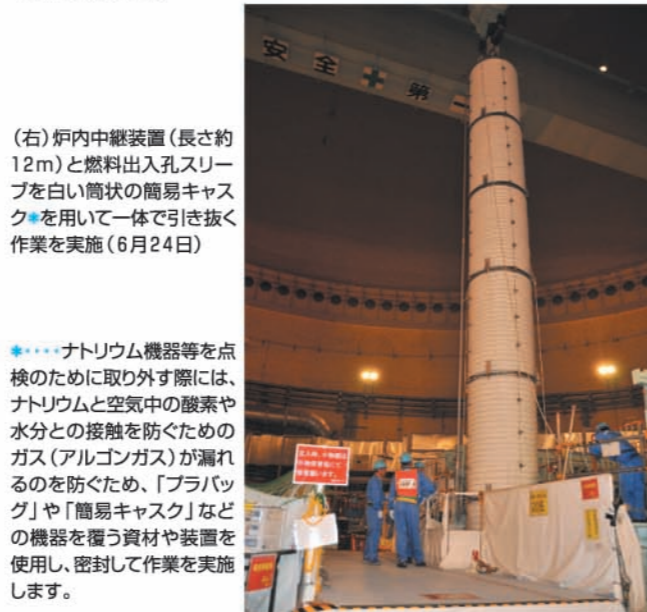 (右)炉内中継装置(長さ約
12m)と燃料出入孔スリー
ブを白い筒状の簡易キャス
ク*を用いて一体で引き抜く
作業を実施(6月24日)
*‥‥ナトリウム機器等を点
検のために取り外す際には、
ナトリウムと空気中の酸素や
水分との接触を防ぐための
ガス(アルゴンガス)が漏れ
るのを防ぐため、「プラバッ
グ」や「簡易キャスク」など
の機器を覆う資材や装置を
使用し、密封して作業を実施
します。
安全✚第一